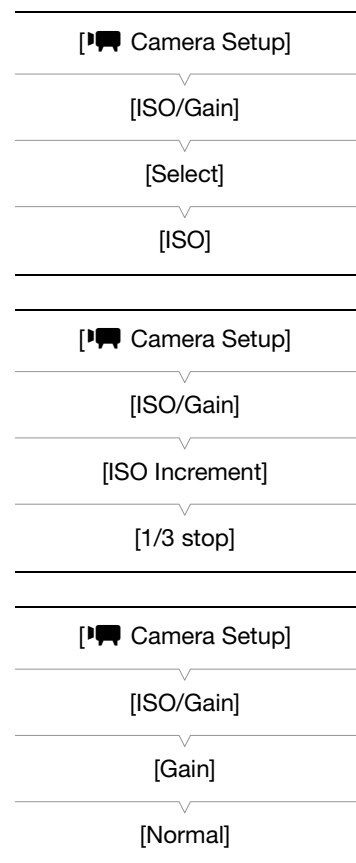 [ Camera Setup]
[ISO/Gain]
[Select]
[ISO]
[ Camera Setup]
[ISO/Gain]
[ISO Increment]
[1/3 stop]
[ Camera Setup]
[ISO/Gain]
[Gain]
[Normal]